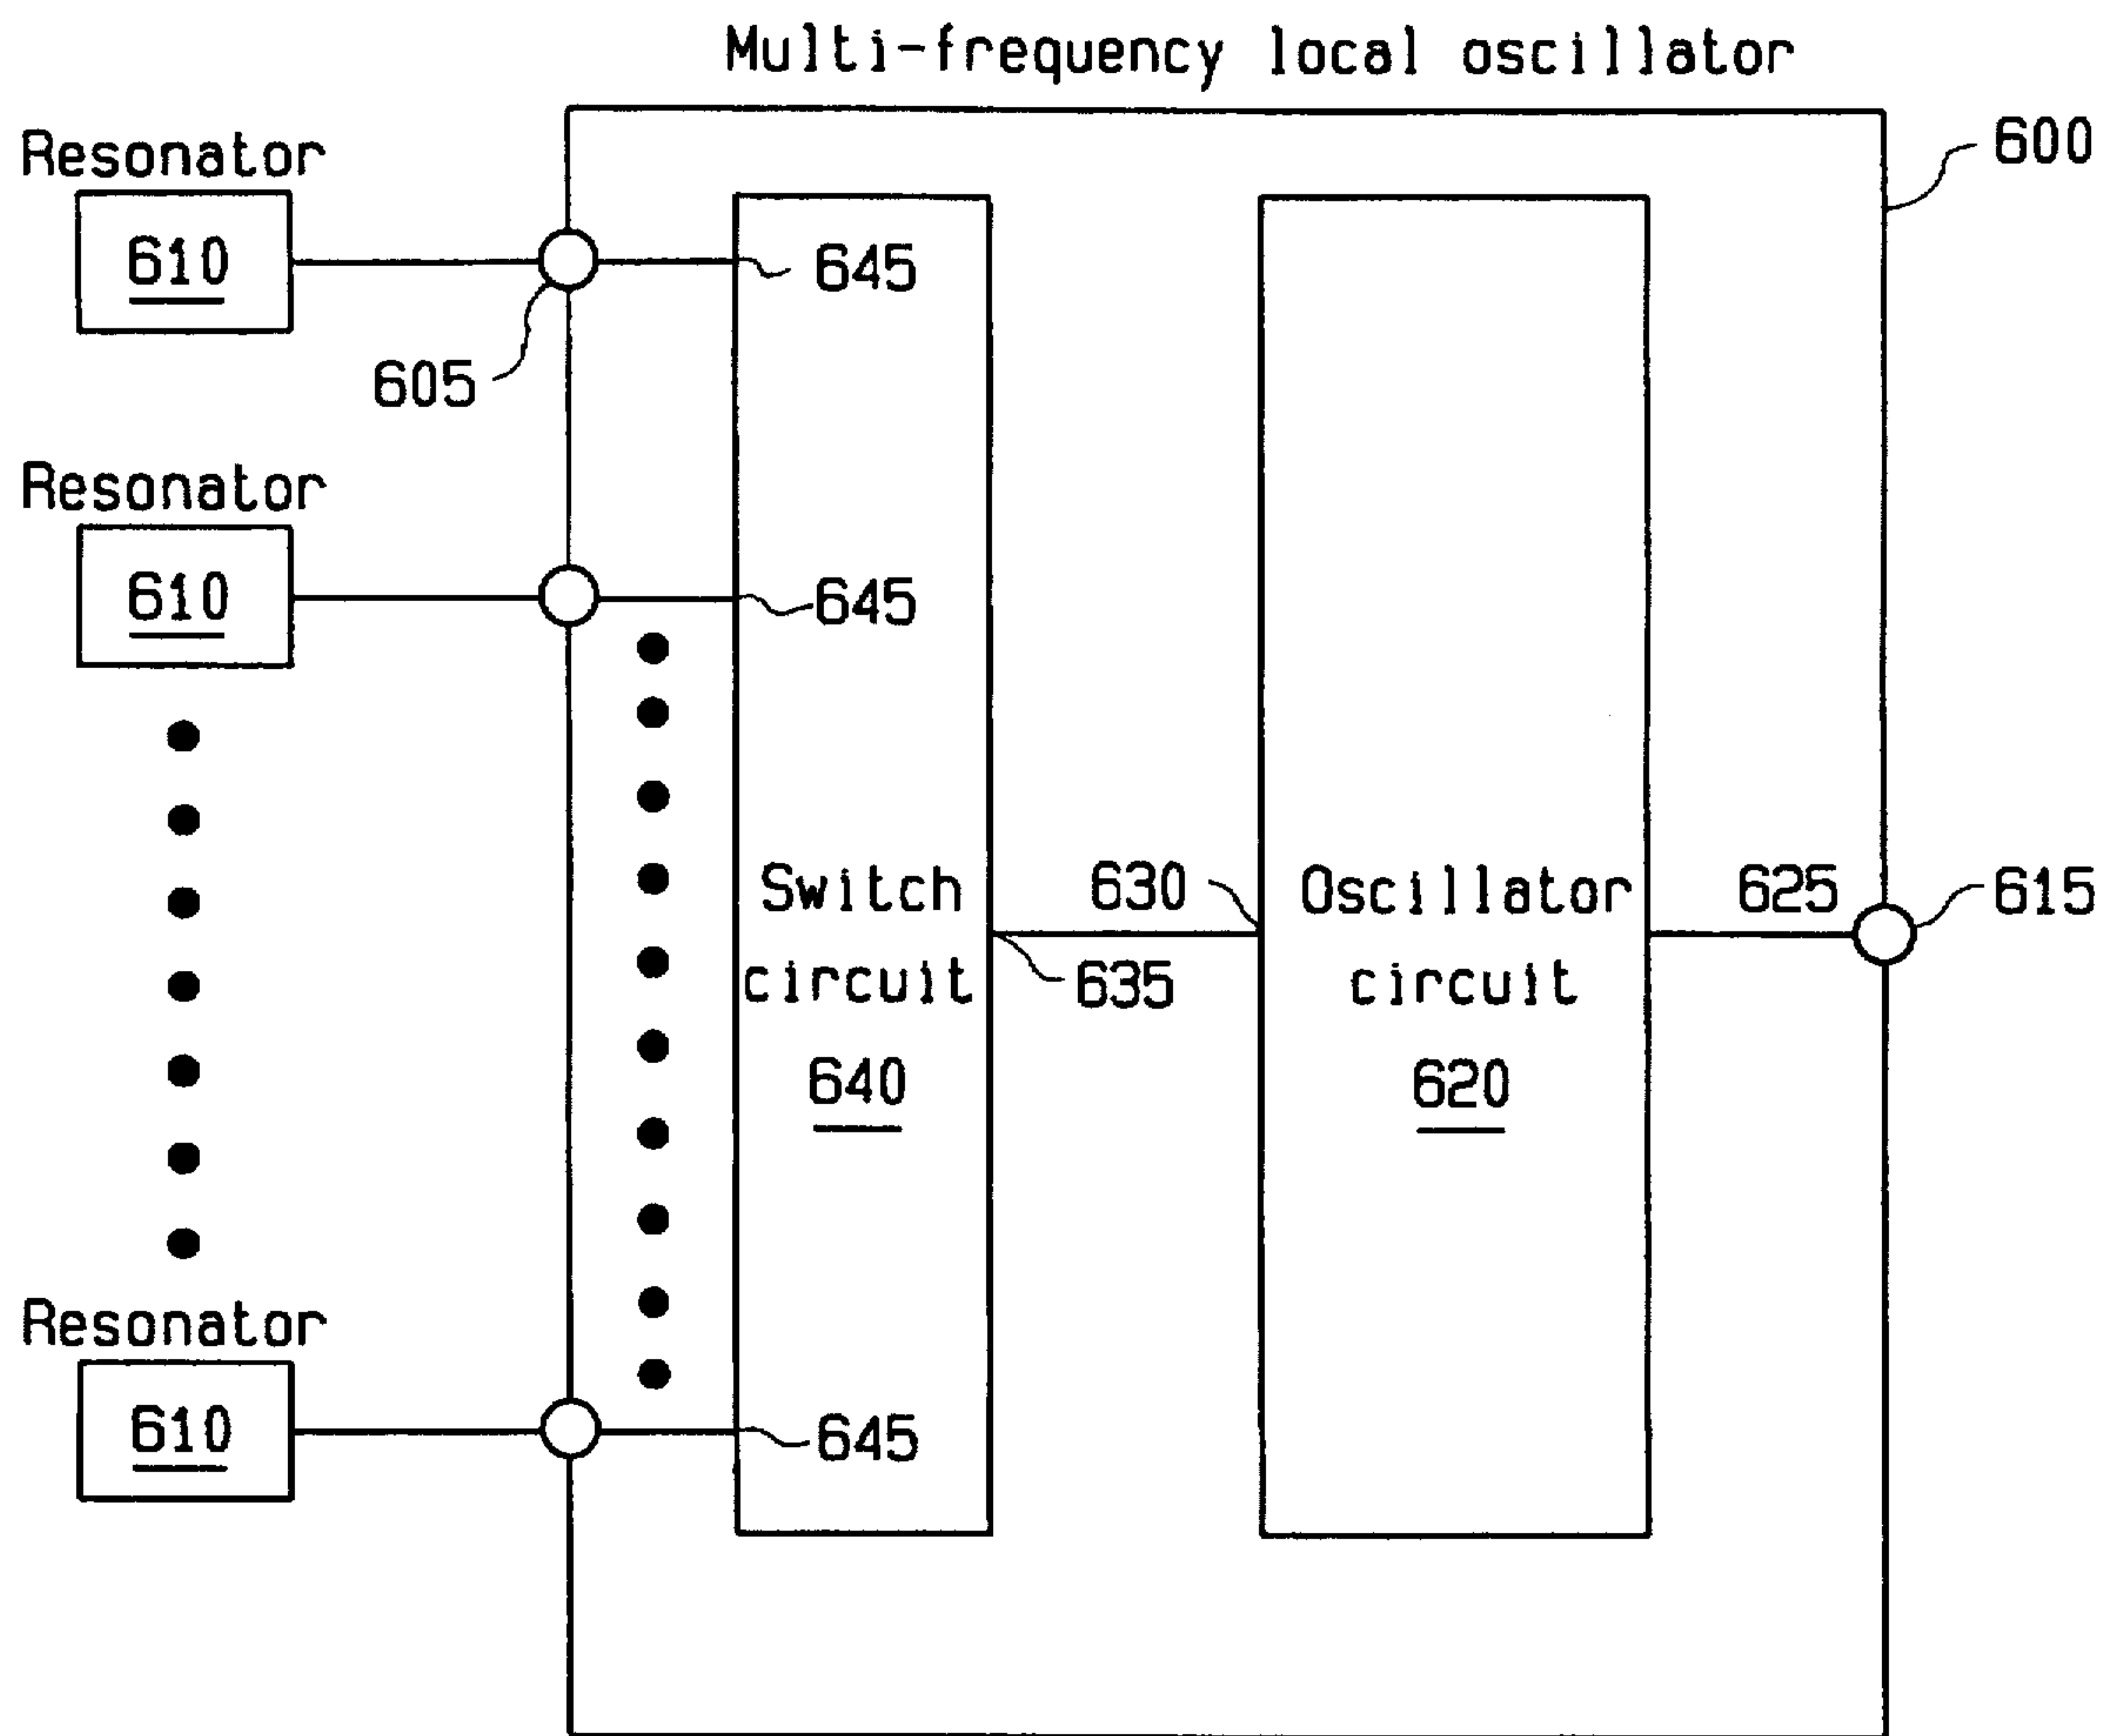 Multi-frequency local oscillator
600
Resonator
610
645
605
Resonator
610
645
Switch
circuit
640
630
635
Oscillator
circuit
620
625
615
Resonator
610
645